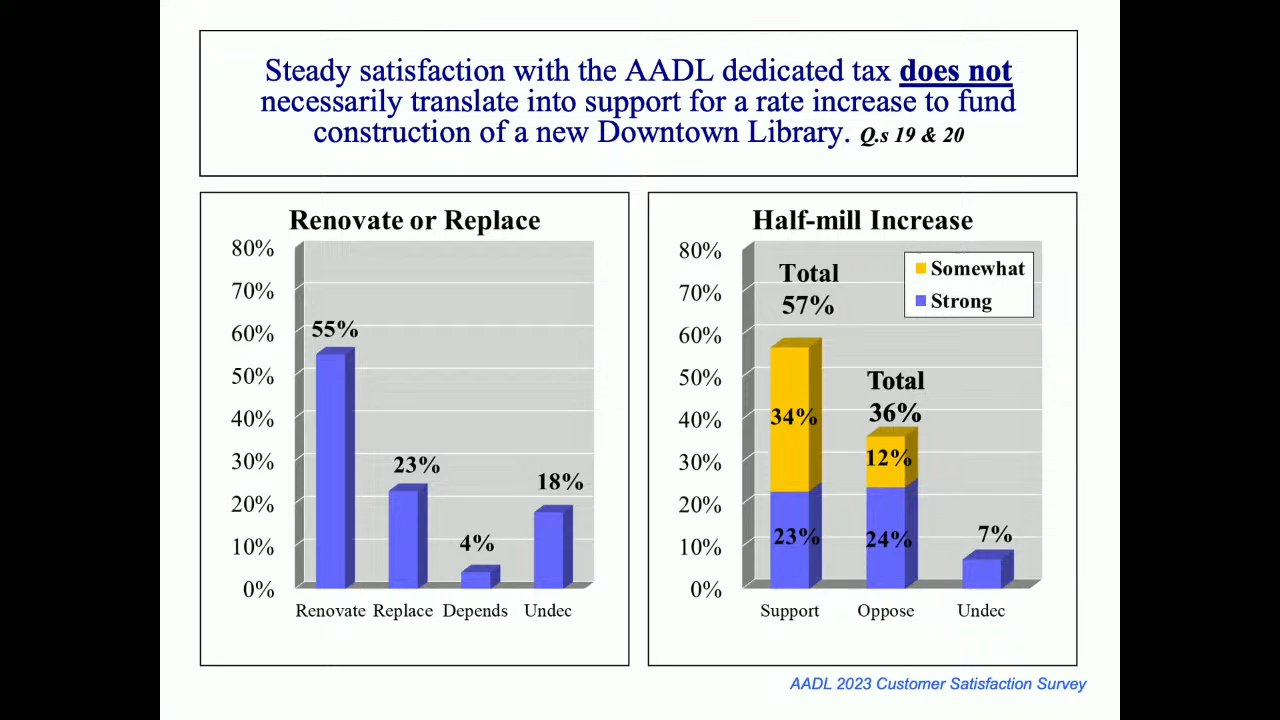 Steady satisfaction with the AADL dedicated tax does not
necessarily translate into support for a rate increase to fund
construction of a new Downtown Library. Q.s 19 & 20
Renovate or Replace
80%
70%
60%
50%
40%
30%
20%
10%
0%
55%
23%
4%
18%
Renovate Replace Depends Undec
Half-mill Increase
80%
70%
60%
50%
40%
30%
20%
10%
0%
Somewhat
Strong
Total
57%
34%
23%
Total
36%
12%
24%
7%
Support Oppose Undec
AADL 2023 Customer Satisfaction Survey